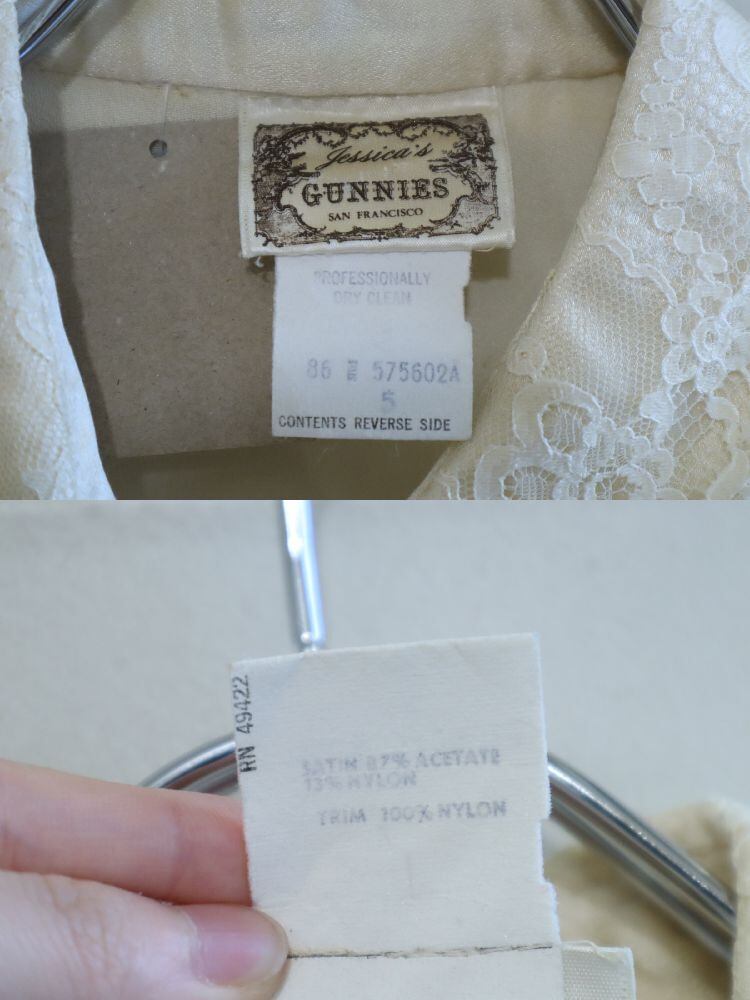 Jessica's
GUNNIES
SAN FRANCISCO
PROFESSIONALLY
DRY CLEAN
86 575602A
5
CONTENTS REVERSE SIDE
RN 49422
SATIN 87% ACETATE
13% NYLON
TRIM 100% NYLON